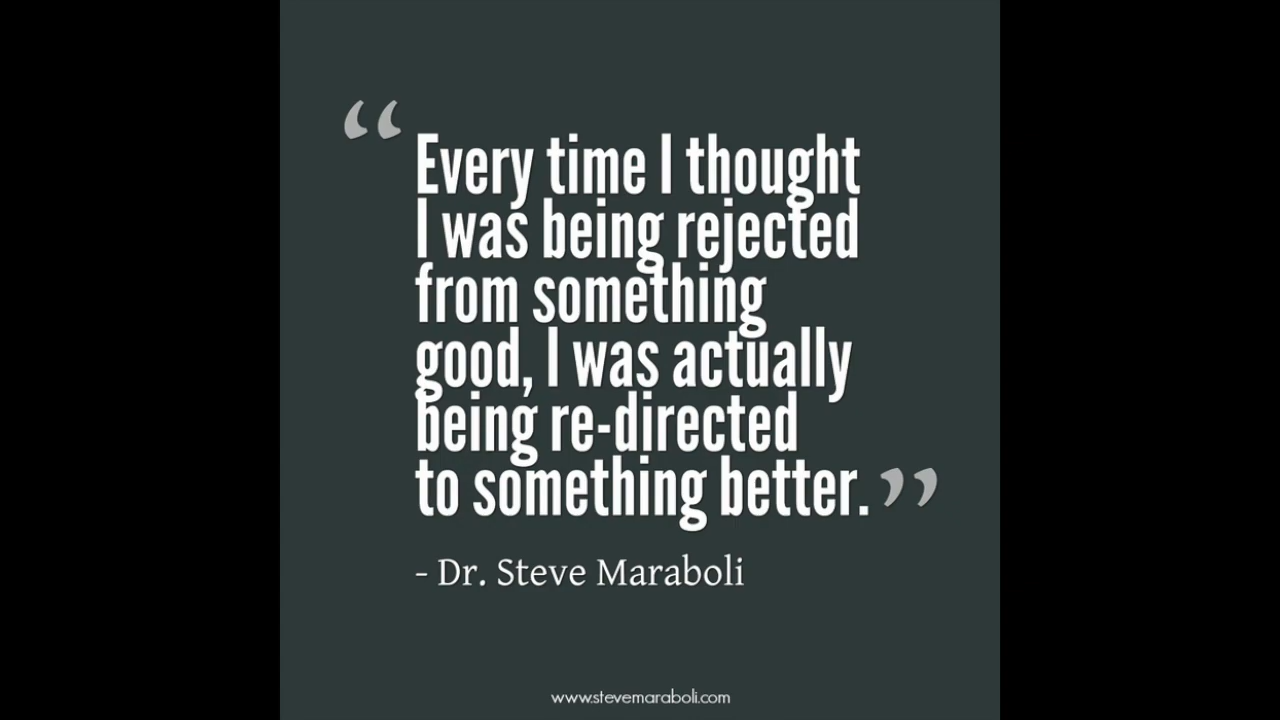 “
Every time I thought
I was being rejected
from something
good, I was actually
being re-directed
to something better.”
- Dr. Steve Maraboli
www.stevemaraboli.com